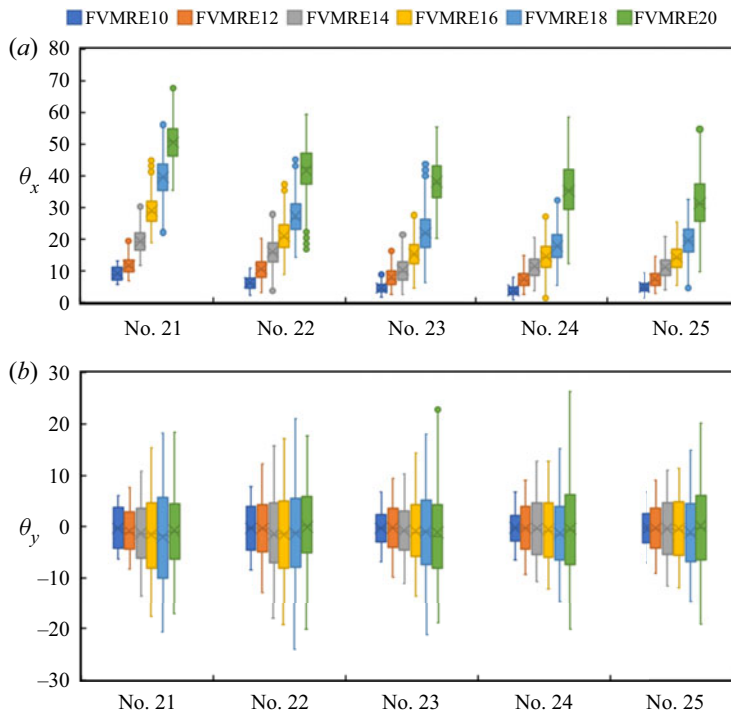 FVMRE10 FVMRE12 FVMRE14 FVMRE16 FVMRE18 FVMRE20
(a)
80
70
60
50
θx
40
30
20
10
0
No. 21 No. 22 No. 23 No. 24 No. 25
(b)
30
20
10
θy
0
–10
–20
–30
No. 21 No. 22 No. 23 No. 24 No. 25